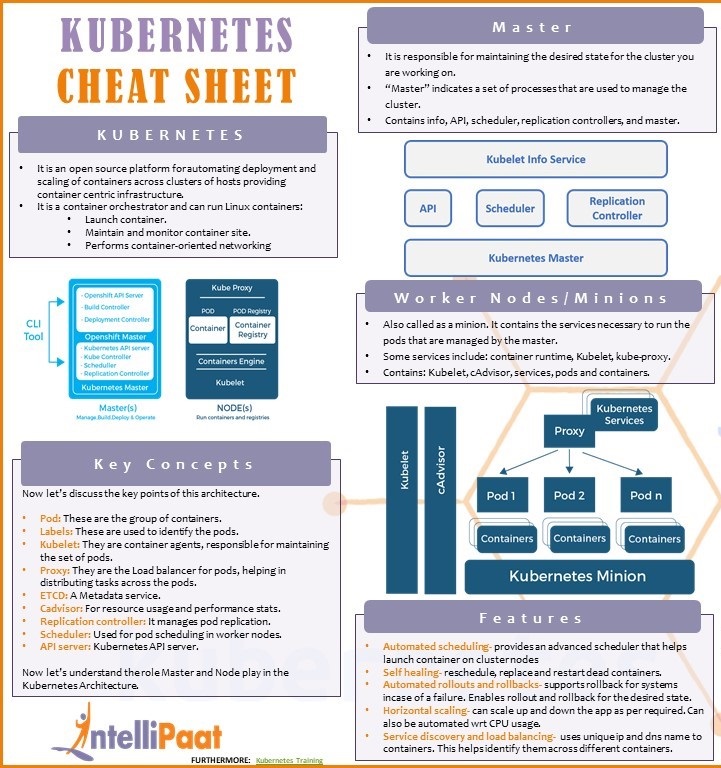 KUBERNETES
CHEAT SHEET
KUBERNETES
• It is an open source platform for automating deployment and
scaling of containers across clusters of hosts providing
container centric infrastructure.
• It is a container orchestrator and can run Linux containers:
• Launch container.
• Maintain and monitor container site.
• Performs container-oriented networking
CLI
Tool
- Openshift API Server
- Build Controller
- Deployment Controller
Openshift Master
- Kubernetes API server
- Kube Controller
- Scheduler
- Replication Controller
Kubernetes Master
Master(s)
Manage,Build,Deploy & Operate
Kube Proxy
POD
POD Registry
Container
Container
Registry
Containers Engine
Kubelet
NODE(s)
Run containers and registries
Key Concepts
Now let's discuss the key points of this architecture.
• Pod: These are the group of containers.
• Labels: These are used to identify the pods.
• Kubelet: They are container agents, responsible for maintaining
the set of pods.
• Proxy: They are the Load balancer for pods, helping in
distributing tasks across the pods.
• ETCD: A Metadata service.
• Cadvisor: For resource usage and performance stats.
• Replication controller: It manages pod replication.
• Scheduler: Used for pod scheduling in worker nodes.
• API server: Kubernetes API server.
Now let's understand the role Master and Node play in the
Kubernetes Architecture.
IntelliPaat
FURTHERMORE: Kubernetes Training
Master
• It is responsible for maintaining the desired state for the cluster you
are working on.
• “Master” indicates a set of processes that are used to manage the
cluster.
• Contains info, API, scheduler, replication controllers, and master.
Kubelet Info Service
API
Scheduler
Replication
Controller
Kubernetes Master
Worker Nodes/Minions
• Also called as a minion. It contains the services necessary to run the
pods that are managed by the master.
• Some services include: container runtime, Kubelet, kube-proxy.
• Contains: Kubelet, cAdvisor, services, pods and containers.
Kubelet
cAdvisor
Kubernetes
Services
Proxy
Pod 1
Pod 2
Pod n
Containers
Containers
Containers
Kubernetes Minion
Features
• Automated scheduling- provides an advanced scheduler that helps
launch container on cluster nodes
• Self healing- reschedule, replace and restart dead containers.
• Automated rollouts and rollbacks- supports rollback for systems
incase of a failure. Enables rollout and rollback for the desired state.
• Horizontal scaling- can scale up and down the app as per required. Can
also be automated wrt CPU usage.
• Service discovery and load balancing- uses unique ip and dns name to
containers. This helps identify them across different containers.